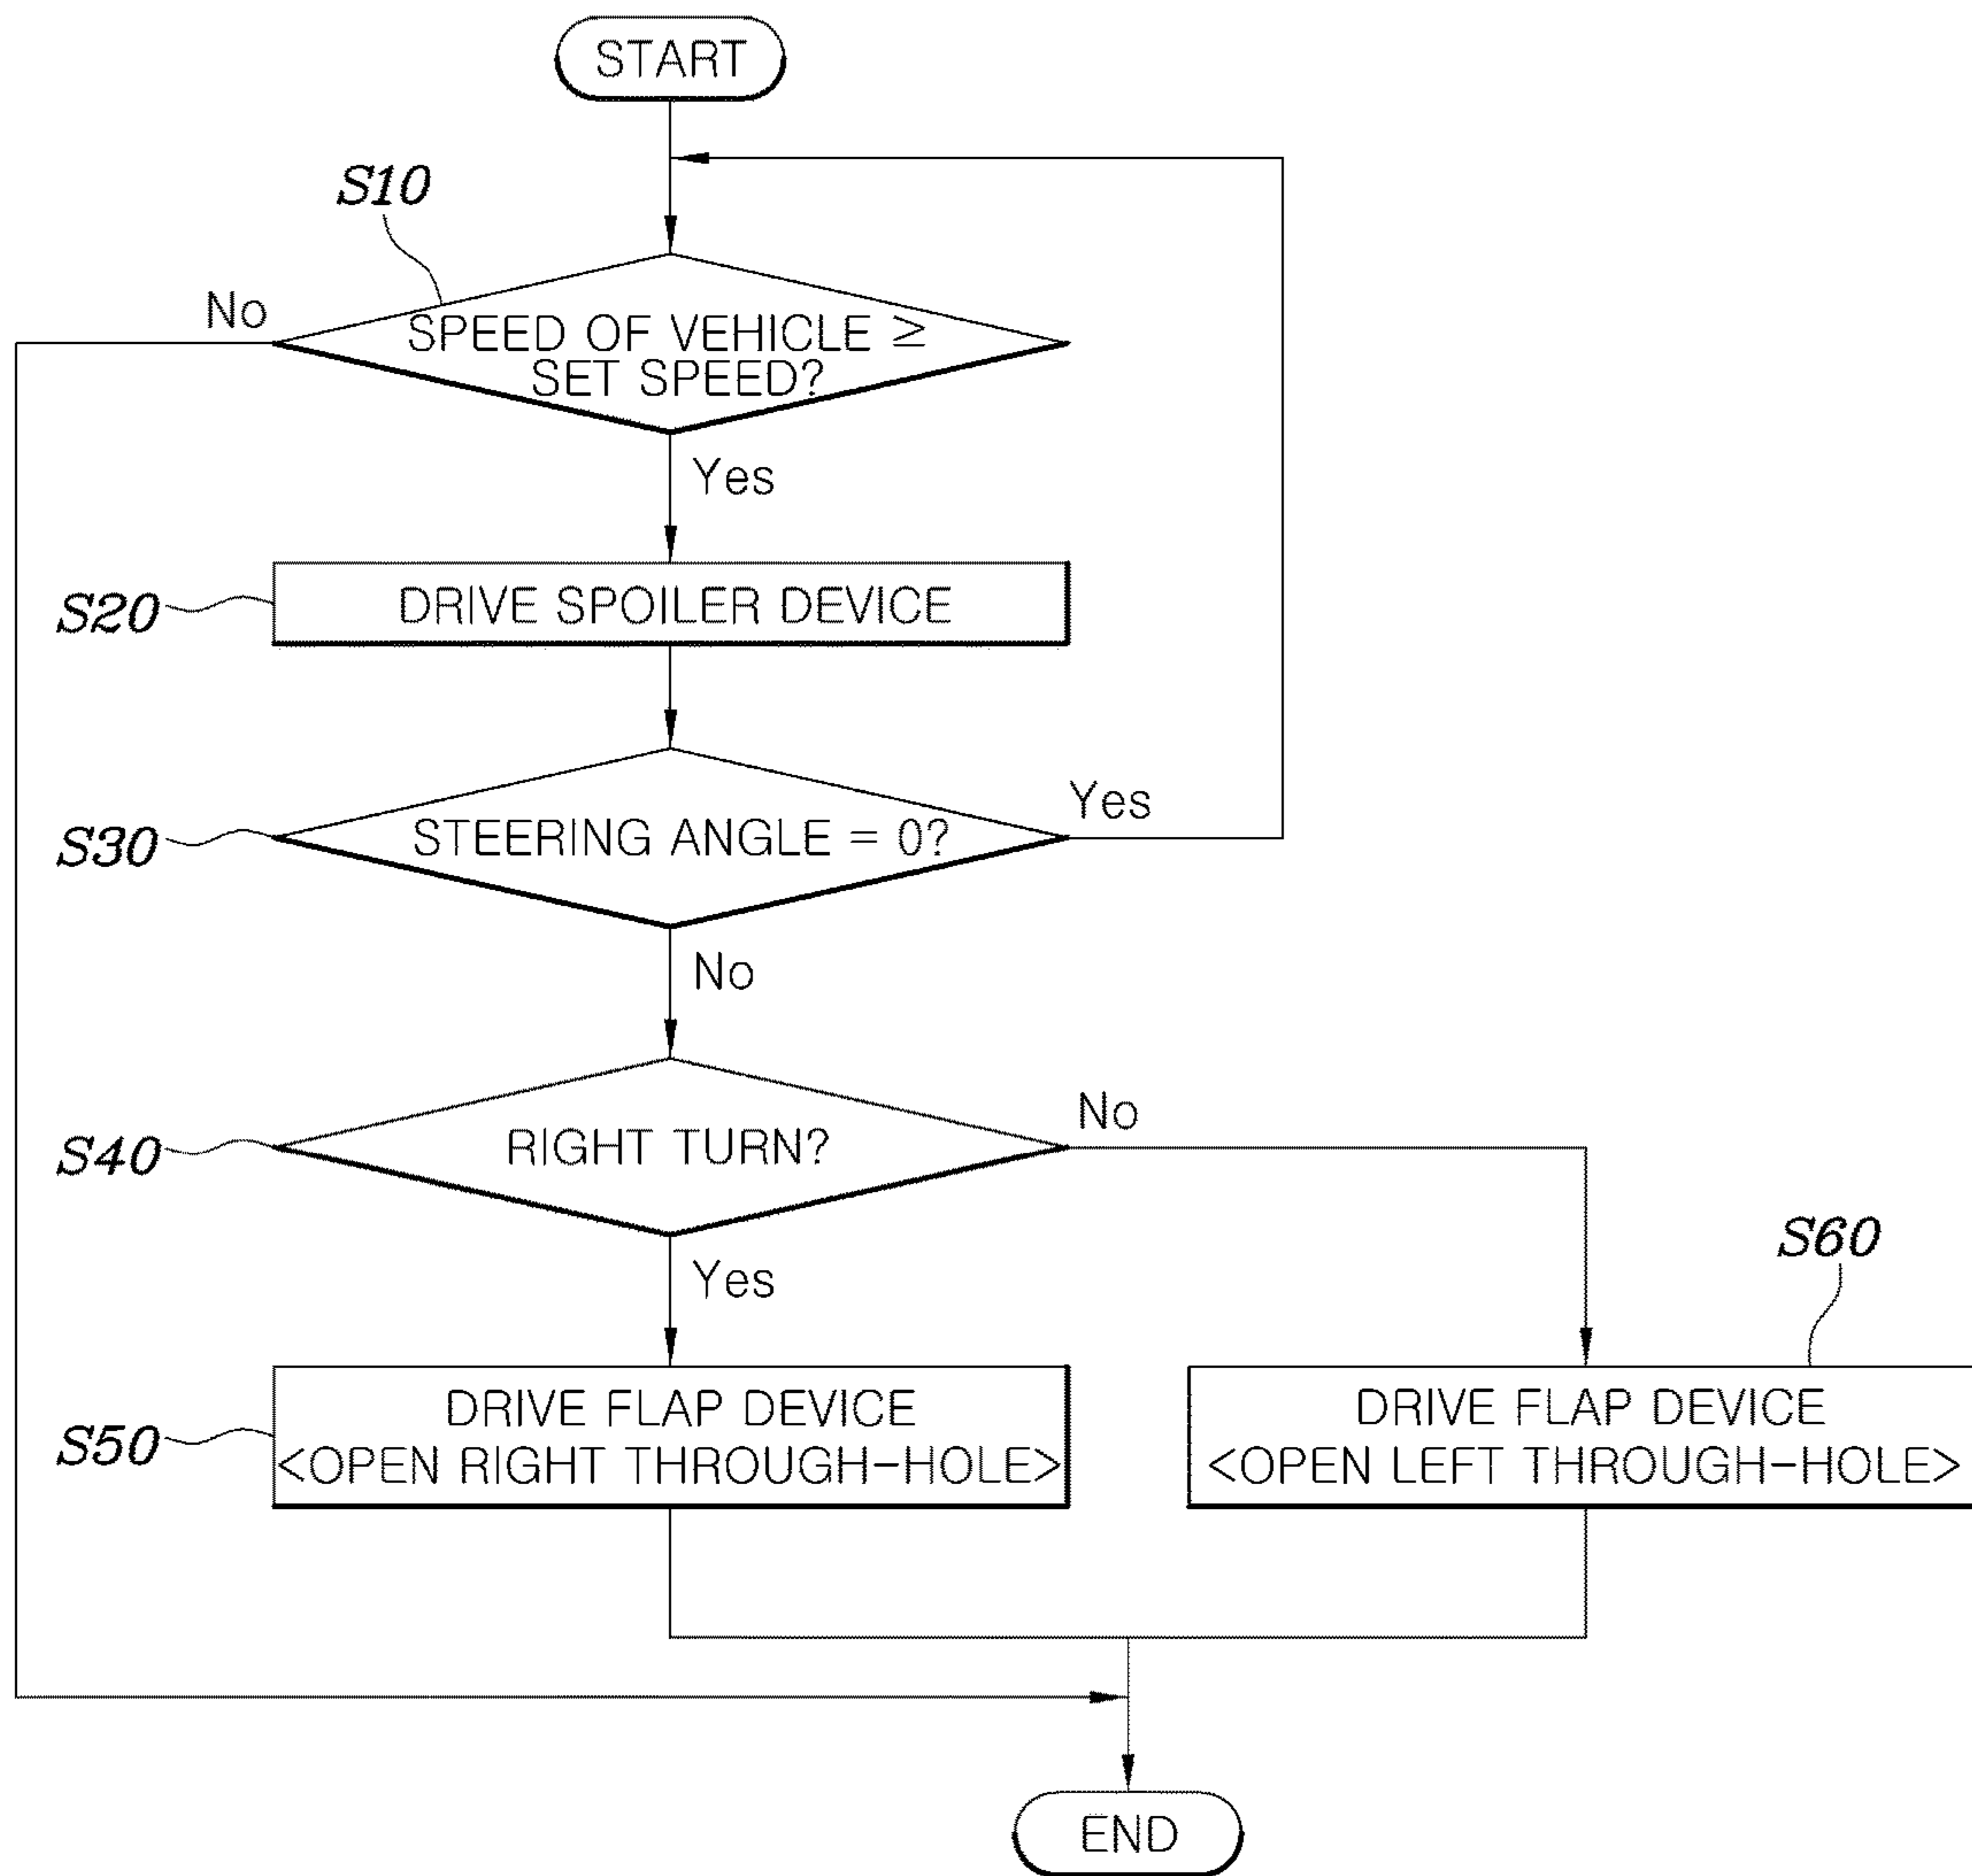 START
S10
No
SPEED OF VEHICLE ≥
SET SPEED?
Yes
S20
DRIVE SPOILER DEVICE
S30
STEERING ANGLE = 0?
Yes
No
S40
RIGHT TURN?
No
Yes
S60
S50
DRIVE FLAP DEVICE
<OPEN RIGHT THROUGH-HOLE>
DRIVE FLAP DEVICE
<OPEN LEFT THROUGH-HOLE>
END